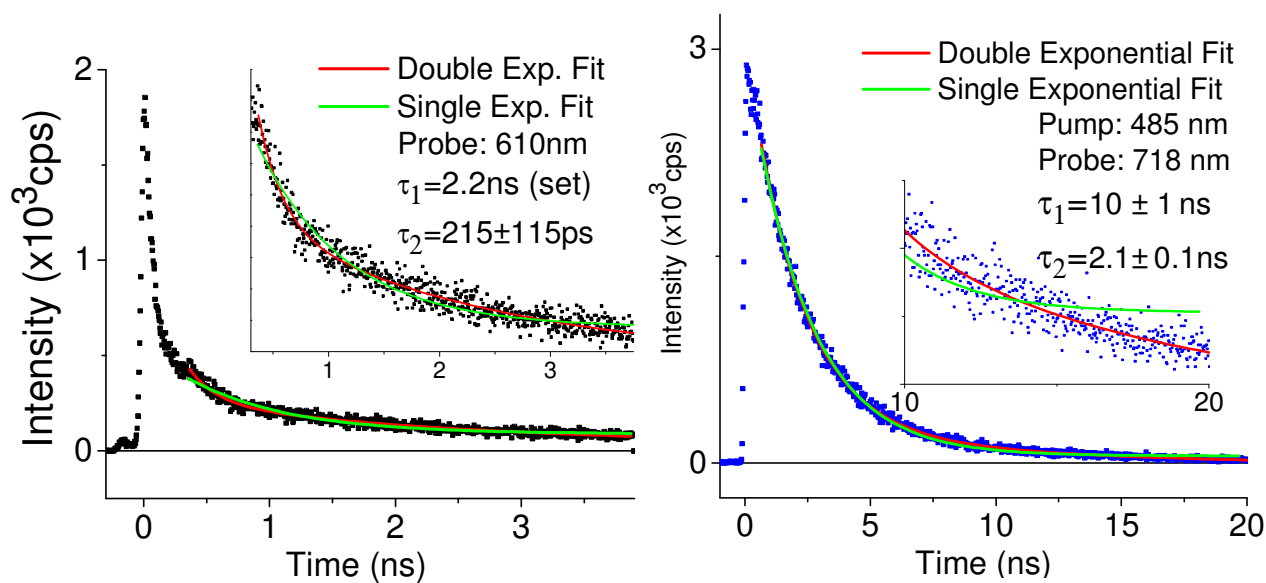 Double Exp. Fit
Single Exp. Fit
Probe: 610nm
τ1=2.2ns (set)
τ2=215±115ps
Intensity (x10³cps)
2
1
0
1 2 3
0 1 2 3
Time (ns)
Double Exponential Fit
Single Exponential Fit
Pump: 485 nm
Probe: 718 nm
τ1=10 ± 1 ns
τ2=2.1± 0.1ns
Intensity (x10³cps)
3
0
10 20
0 5 10 15 20
Time (ns)